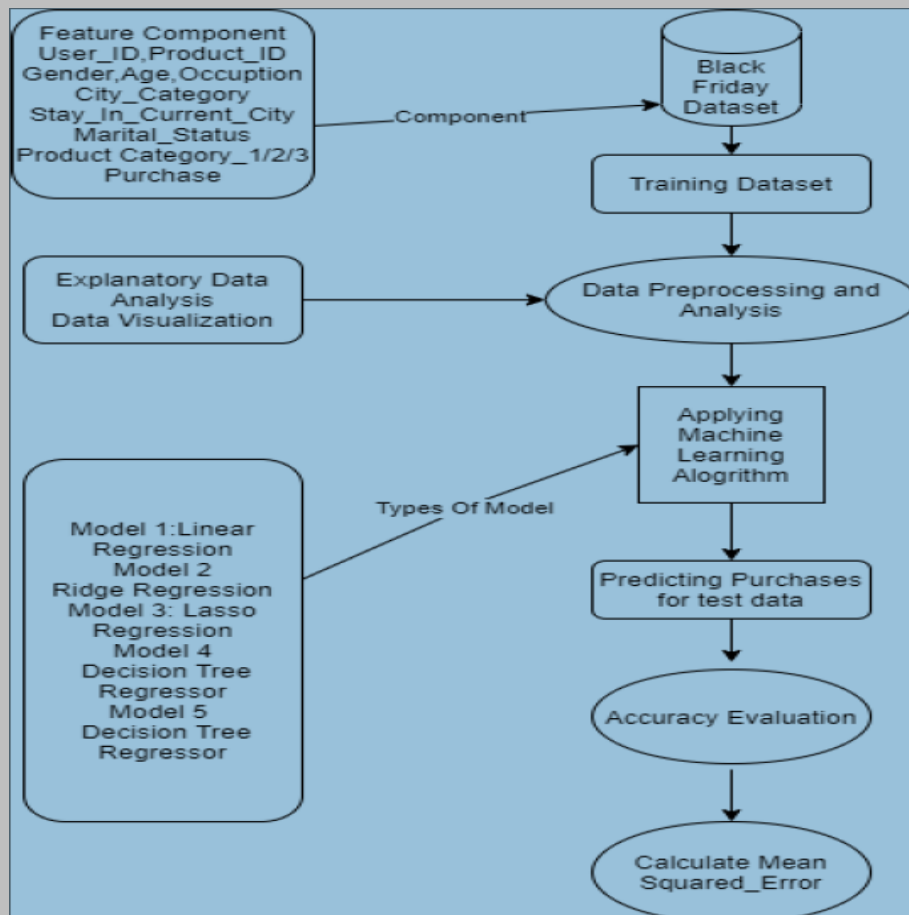 Feature Component
User_ID,Product_ID
Gender,Age,Occuption
City_Category
Stay_In_Current_City
Marital_Status
Product Category_1/2/3
Purchase
Component
Black
Friday
Dataset
Training Dataset
Explanatory Data
Analysis
Data Visualization
Data Preprocessing and
Analysis
Applying
Machine
Learning
Alogrithm
Types Of Model
Model 1:Linear
Regression
Model 2
Ridge Regression
Model 3: Lasso
Regression
Model 4
Decision Tree
Regressor
Model 5
Decision Tree
Regressor
Predicting Purchases
for test data
Accuracy Evaluation
Calculate Mean
Squared_Error